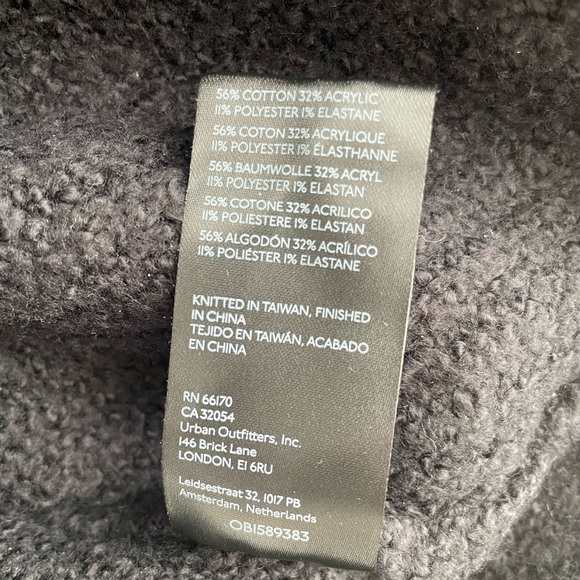 56% COTTON 32% ACRYLIC
11% POLYESTER 1% ELASTANE
56% COTON 32% ACRYLIQUE
11% POLYESTER 1% ÉLASTHANNE
56% BAUMWOLLE 32% ACRYL
11% POLYESTER 1% ELASTAN
56% COTONE 32% ACRILICO
11% POLIESTERE 1% ELASTAN
56% ALGODÓN 32% ACRÍLICO
11% POLIÉSTER 1% ELASTANE
KNITTED IN TAIWAN, FINISHED
IN CHINA
TEJIDO EN TAIWÁN, ACABADO
EN CHINA
RN 66170
CA 32054
Urban Outfitters, Inc.
146 Brick Lane
LONDON, E1 6RU
Leidsestraat 32, 1017 PB
Amsterdam, Netherlands
OB1589383